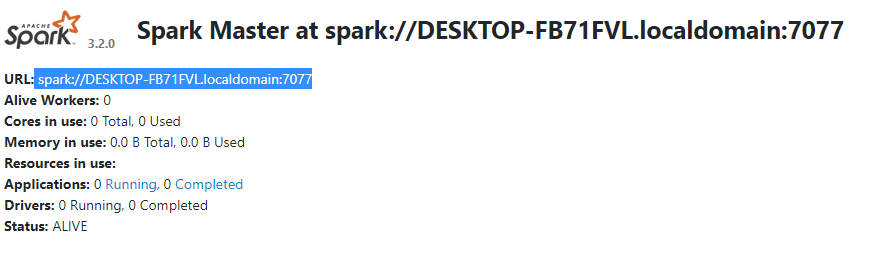 APACHE
Spark 3.2.0 Spark Master at spark://DESKTOP-FB71FVL.localdomain:7077
URL: spark://DESKTOP-FB71FVL.localdomain:7077
Alive Workers: 0
Cores in use: 0 Total, 0 Used
Memory in use: 0.0 B Total, 0.0 B Used
Resources in use:
Applications: 0 Running, 0 Completed
Drivers: 0 Running, 0 Completed
Status: ALIVE